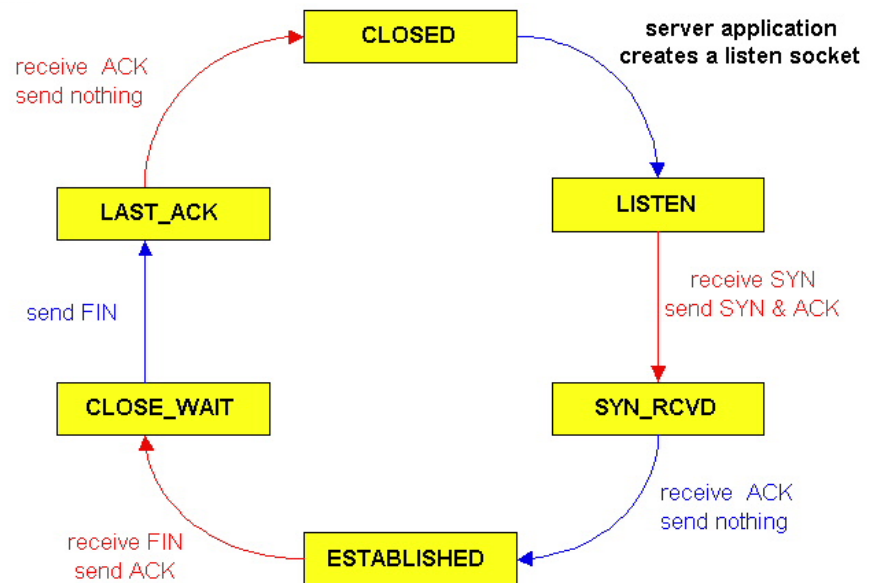 CLOSED
server application
creates a listen socket
receive ACK
send nothing
LAST_ACK
LISTEN
receive SYN
send SYN & ACK
send FIN
CLOSE_WAIT
SYN_RCVD
receive ACK
send nothing
receive FIN
send ACK
ESTABLISHED